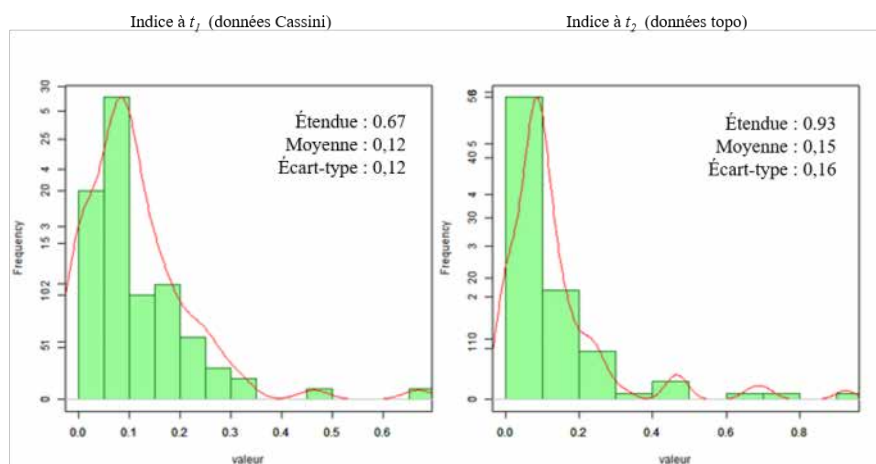 Indice à t1 (données Cassini)
Indice à t2 (données topo)
Étendue : 0.67
Moyenne : 0,12
Écart-type : 0,12
Frequency
0.0 0.1 0.2 0.3 0.4 0.5 0.6
valeur
Étendue : 0.93
Moyenne : 0,15
Écart-type : 0,16
Frequency
0.0 0.2 0.4 0.6 0.8
valeur